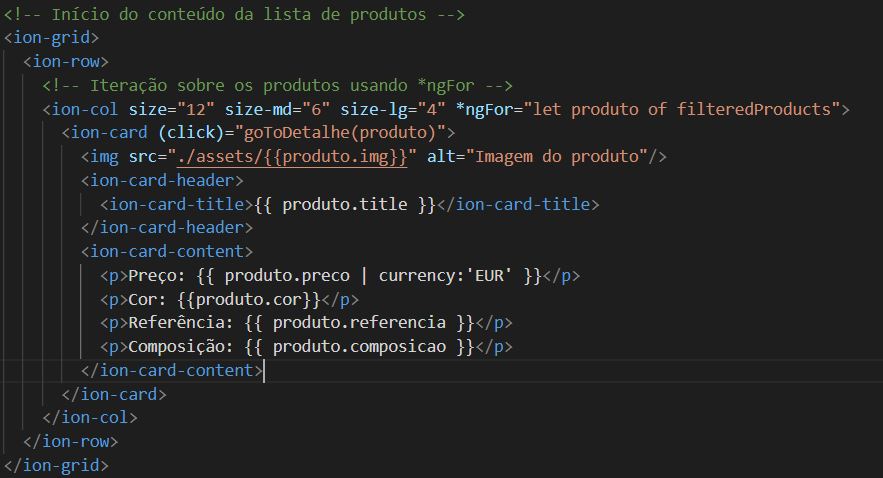 <!-- Início do conteúdo da lista de produtos -->
<ion-grid>
<ion-row>
<!-- Iteração sobre os produtos usando *ngFor -->
<ion-col size="12" size-md="6" size-lg="4" *ngFor="let produto of filteredProducts">
<ion-card (click)="goToDetalhe(produto)">
<img src="./assets/{{produto.img}}" alt="Imagem do produto"/>
<ion-card-header>
<ion-card-title>{{ produto.title }}</ion-card-title>
</ion-card-header>
<ion-card-content>
<p>Preço: {{ produto.preco | currency:'EUR' }}</p>
<p>Cor: {{produto.cor}}</p>
<p>Referência: {{ produto.referencia }}</p>
<p>Composição: {{ produto.composicao }}</p>
</ion-card-content>
</ion-card>
</ion-col>
</ion-row>
</ion-grid>